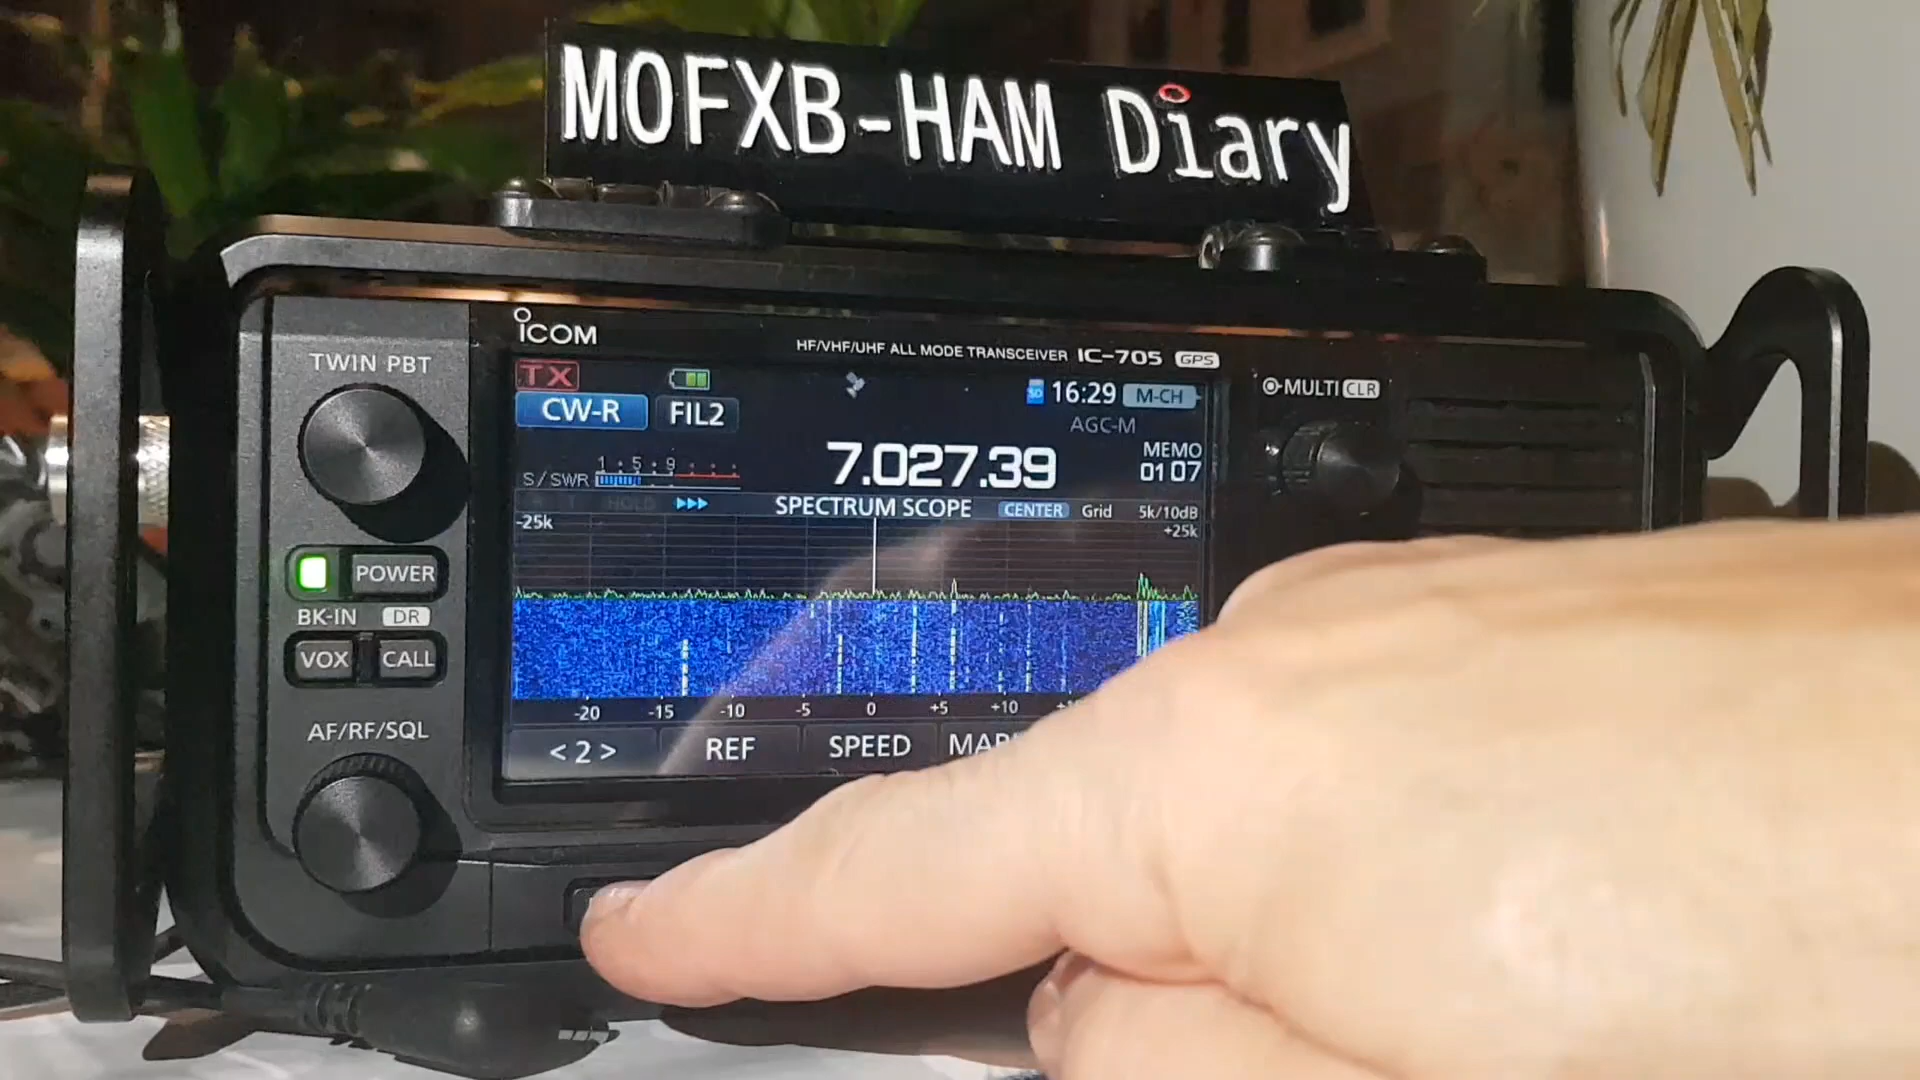 M0FXB-HAM Diary
ICOM
HF/VHF/UHF ALL MODE TRANSCEIVER IC-705 GPS
TWIN PBT
MULTI CLR
TX
16:29 M-CH
CW-R FIL2
AGC-M
7.027.39
MEMO
01 07
1 5 9
S/SWR
HOLD
SPECTRUM SCOPE CENTER Grid 5k/10dB
-25k
+25k
POWER
BK-IN DR
VOX CALL
-20 -15 -10 -5 0 +5 +10
AF/RF/SQL
<2> REF SPEED